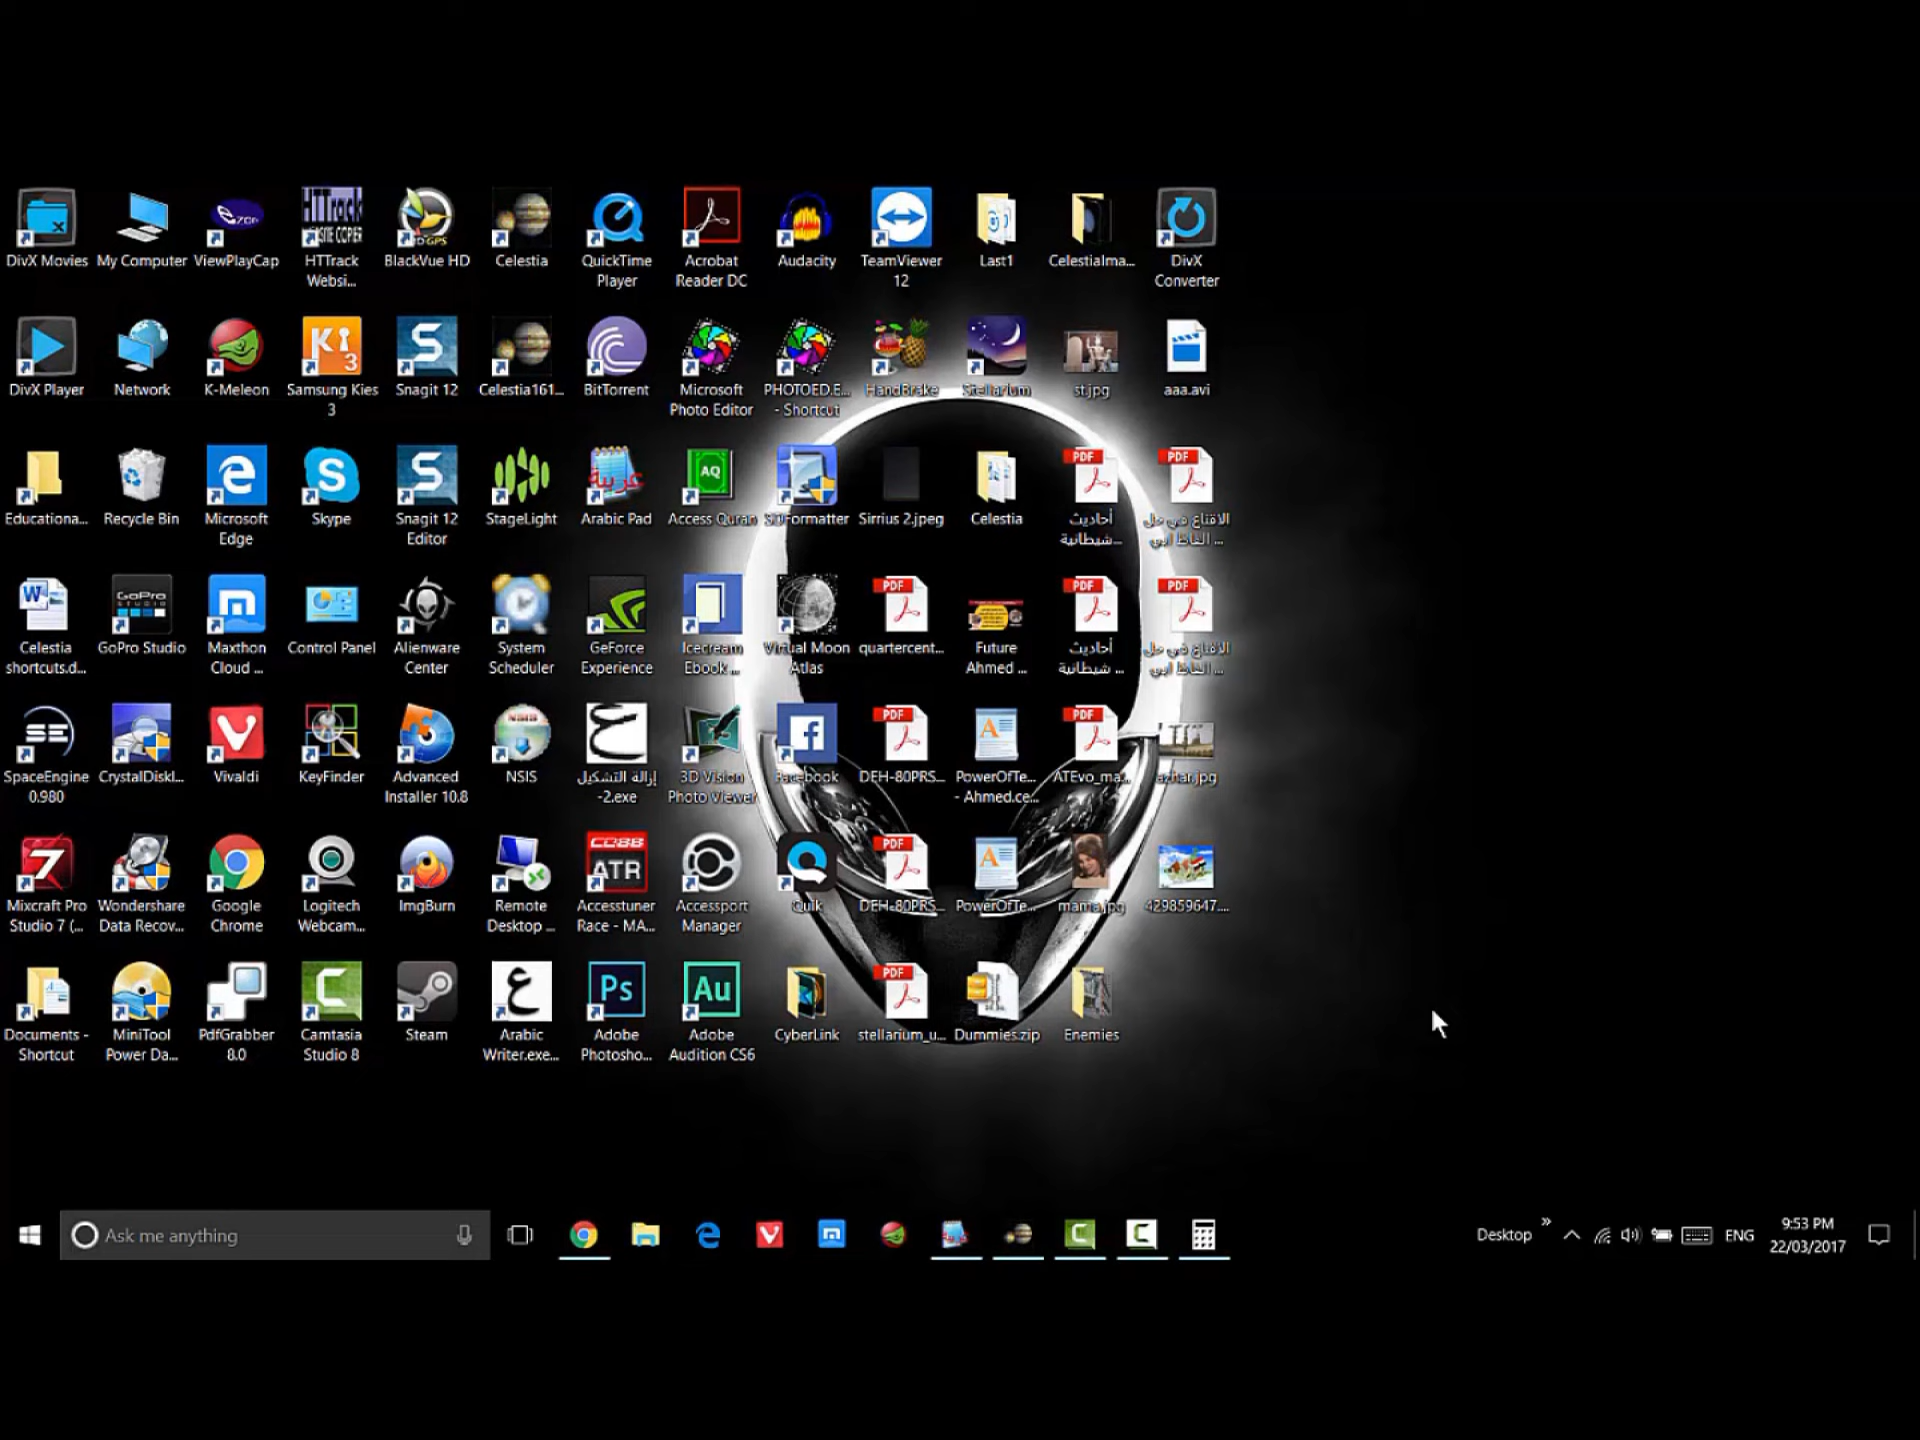 DivX Movies
My Computer
ViewPlayCap
HTTrack
Websi...
BlackVue HD
Celestia
QuickTime
Player
Acrobat
Reader DC
Audacity
TeamViewer
12
Last1
CelestiaIma...
DivX
Converter
DivX Player
Network
K-Meleon
Samsung Kies
3
Snagit 12
Celestia161...
BitTorrent
Microsoft
Photo Editor
PHOTOED.E...
- Shortcut
HandBrake
Stellarium
st.jpg
aaa.avi
Educationa...
Recycle Bin
Microsoft
Edge
Skype
Snagit 12
Editor
StageLight
Arabic Pad
Access Quran
SDFormatter
Sirrius 2.jpeg
Celestia
أحاديث
شيطانية...
الاقناع في حل
الفاظ ابي ...
Celestia
shortcuts.d...
GoPro Studio
Maxthon
Cloud ...
Control Panel
Alienware
Center
System
Scheduler
GeForce
Experience
Icecream
Ebook ...
Virtual Moon
Atlas
quartercent...
Future
Ahmed ...
أحاديث
شيطانية ...
الاقناع في حل
الفاظ ابي ...
SpaceEngine
0.980
CrystalDiskI...
Vivaldi
KeyFinder
Advanced
Installer 10.8
NSIS
إزالة التشكيل
-2.exe
3D Vision
Photo Viewer
Facebook
DEH-80PRS...
PowerOfTe...
- Ahmed.ce...
ATEvo_ma...
azhar.jpg
Mixcraft Pro
Studio 7 (...
Wondershare
Data Recov...
Google
Chrome
Logitech
Webcam...
ImgBurn
Remote
Desktop ...
Accesstuner
Race - MA...
Accessport
Manager
Quik
DEH-80PRS...
PowerOfTe...
mama.jpg
429859647....
Documents -
Shortcut
MiniTool
Power Da...
PdfGrabber
8.0
Camtasia
Studio 8
Steam
Arabic
Writer.exe...
Adobe
Photosho...
Adobe
Audition CS6
CyberLink
stellarium_u...
Dummies.zip
Enemies
Ask me anything
Desktop
ENG
9:53 PM
22/03/2017